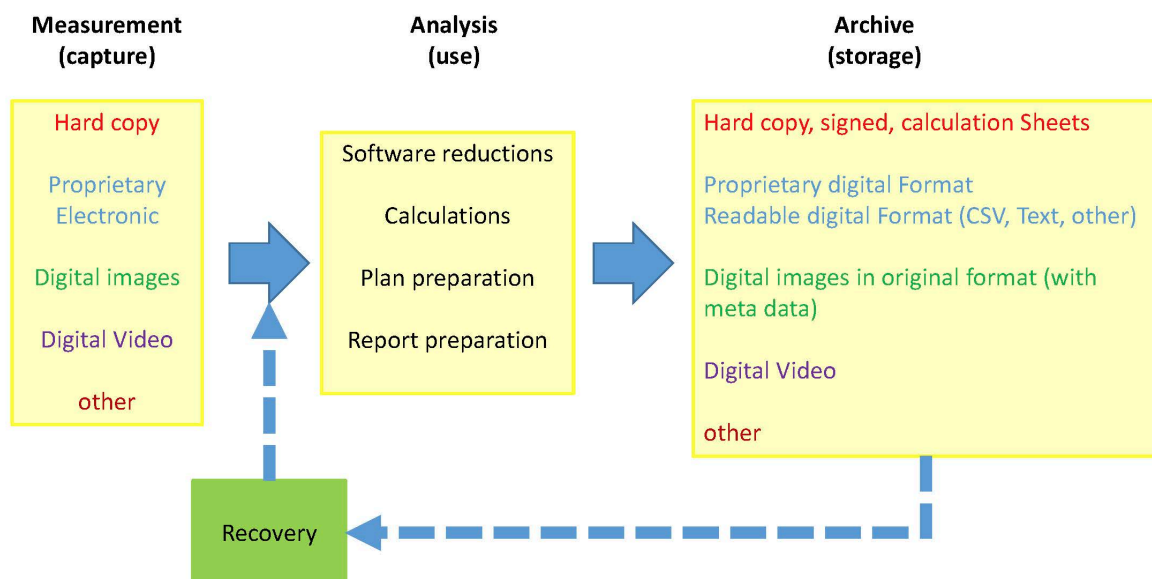 Measurement
(capture)
Analysis
(use)
Archive
(storage)
Hard copy
Proprietary
Electronic
Digital images
Digital Video
other
Software reductions
Calculations
Plan preparation
Report preparation
Hard copy, signed, calculation Sheets
Proprietary digital Format
Readable digital Format (CSV, Text, other)
Digital images in original format (with
meta data)
Digital Video
other
Recovery